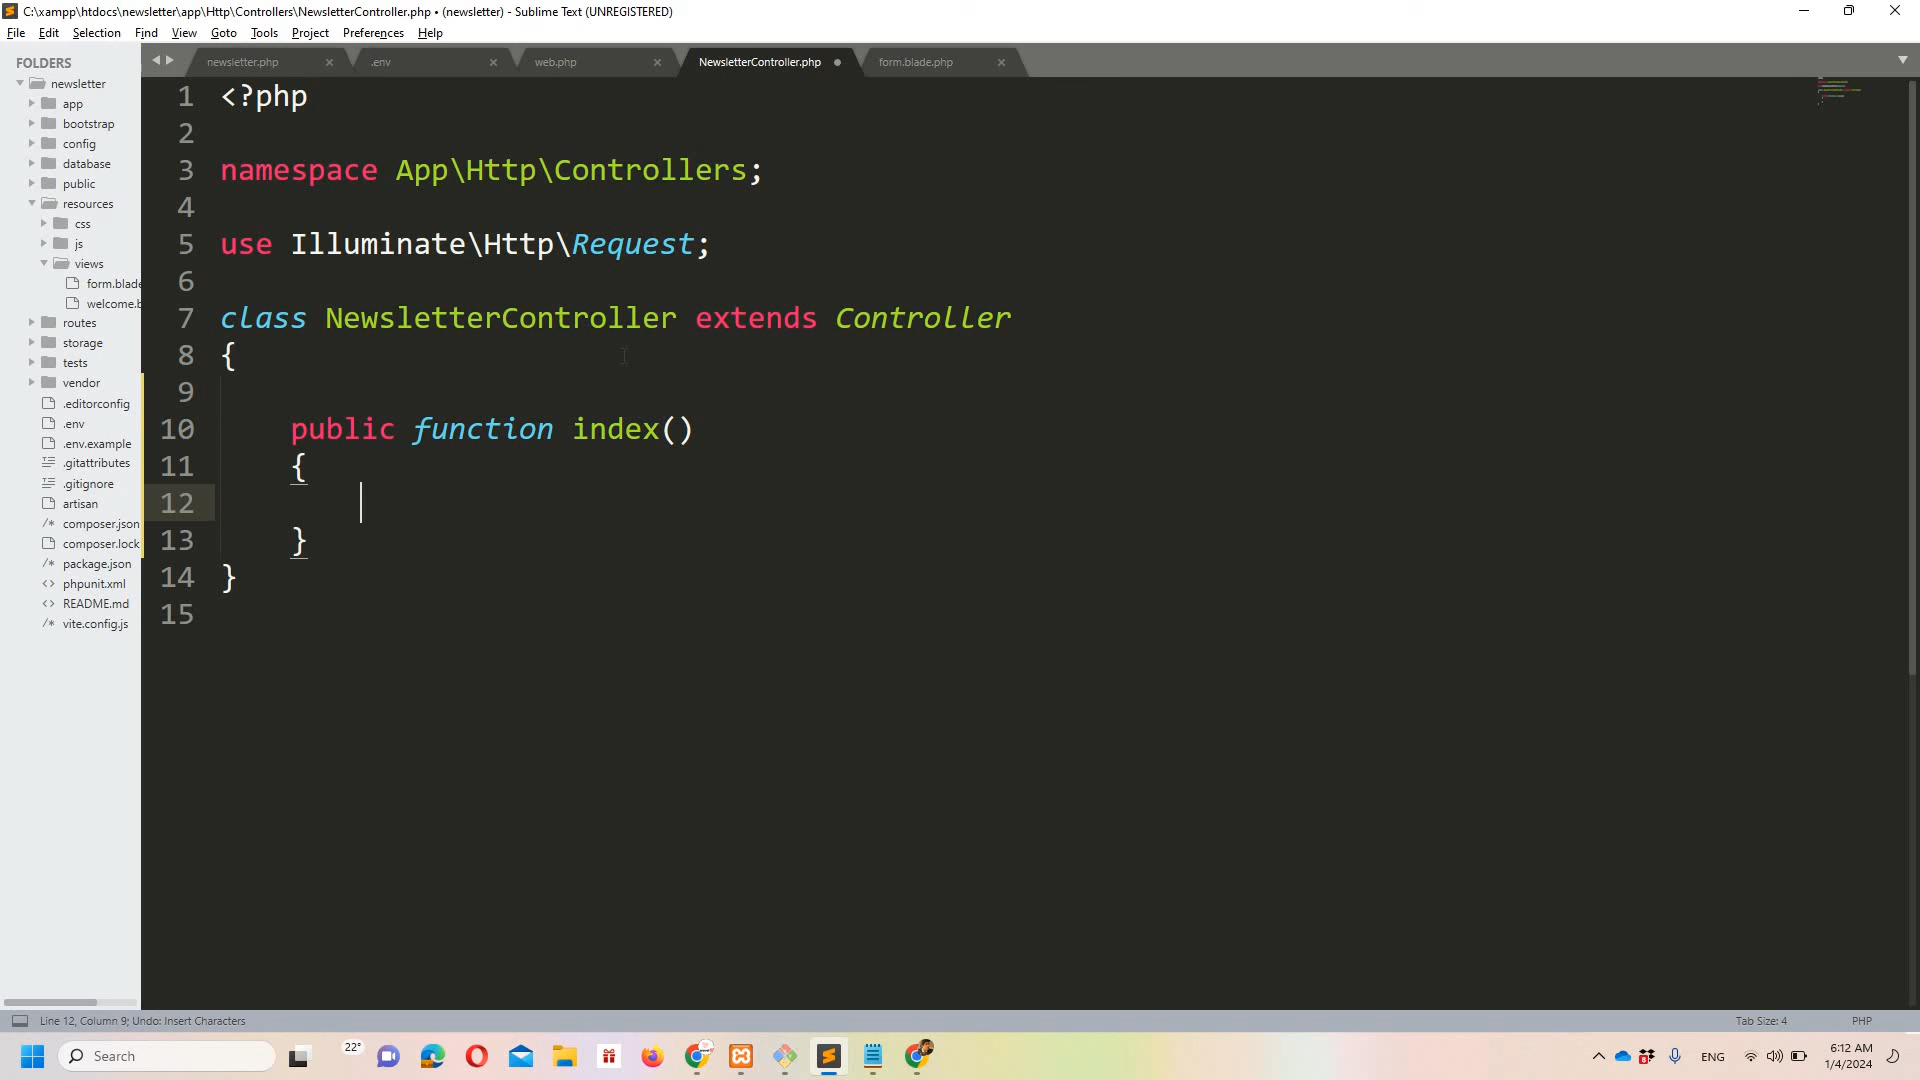 C:\xampp\htdocs\newsletter\app\Http\Controllers\NewsletterController.php • (newsletter) - Sublime Text (UNREGISTERED)
File Edit Selection Find View Goto Tools Project Preferences Help
FOLDERS
newsletter
app
bootstrap
config
database
public
resources
css
js
views
form.blade
welcome.b
routes
storage
tests
vendor
.editorconfig
.env
.env.example
.gitattributes
.gitignore
artisan
composer.json
composer.lock
package.json
phpunit.xml
README.md
vite.config.js
newsletter.php .env web.php NewsletterController.php form.blade.php
1 <?php
2
3 namespace App\Http\Controllers;
4
5 use Illuminate\Http\Request;
6
7 class NewsletterController extends Controller
8 {
9
10 public function index()
11 {
12
13 }
14 }
15
Line 12, Column 9; Undo: Insert Characters Tab Size: 4 PHP
Search 22° ENG 6:12 AM
1/4/2024